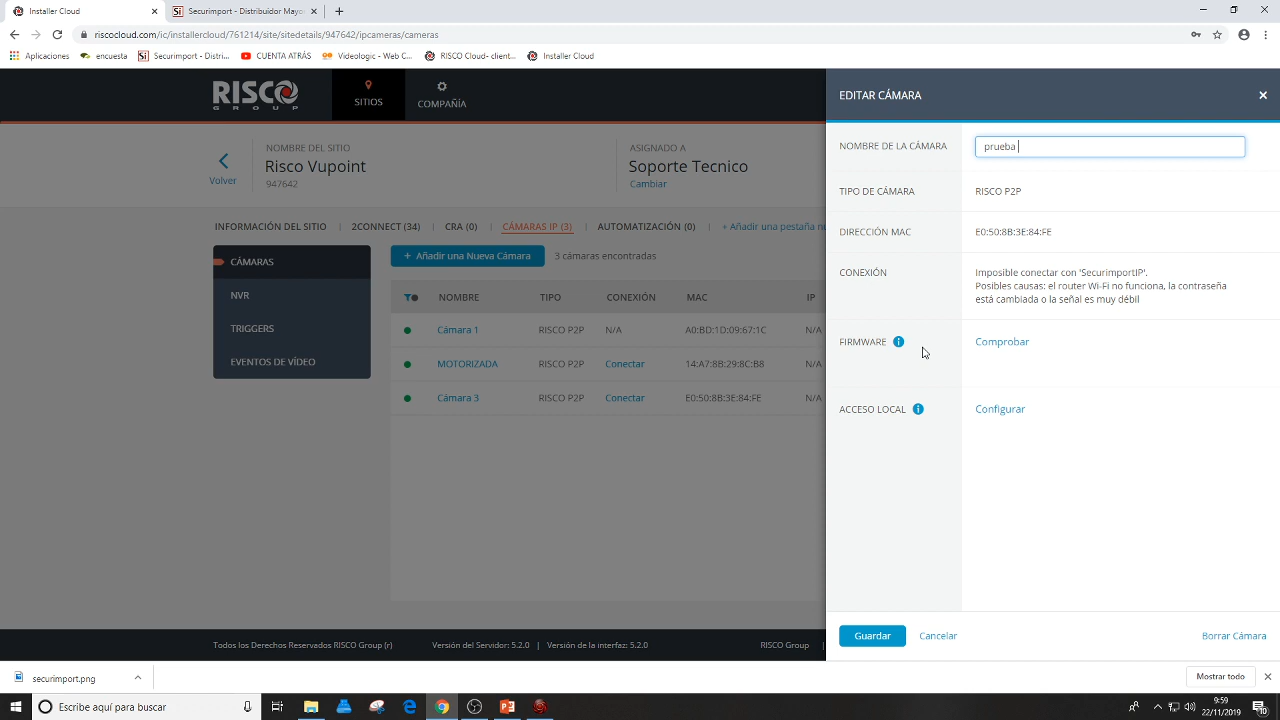 Installer Cloud
Securimport - Distribuidor Mayo
riscocloud.com/ic/installercloud/761214/site/sitedetails/947642/ipcameras/cameras
Aplicaciones
encuesta
Securimport - Distri...
CUENTA ATRÁS
Videologic - Web C...
RISCO Cloud- client...
Installer Cloud
RISCO
GROUP
SITIOS
COMPAÑÍA
EDITAR CÁMARA
NOMBRE DEL SITIO
Risco Vupoint
947642
Volver
ASIGNADO A
Soporte Tecnico
Cambiar
INFORMACIÓN DEL SITIO | 2CONNECT (34) | CRA (0) | CÁMARAS IP (3) | AUTOMATIZACIÓN (0) | + Añadir una pestaña nu
CÁMARAS
NVR
TRIGGERS
EVENTOS DE VÍDEO
+ Añadir una Nueva Cámara
3 cámaras encontradas
NOMBRE TIPO CONEXIÓN MAC IP
Cámara 1 RISCO P2P N/A A0:BD:1D:09:67:1C N/A
MOTORIZADA RISCO P2P Conectar 14:A7:8B:29:8C:B8 N/A
Cámara 3 RISCO P2P Conectar E0:50:8B:3E:84:FE N/A
NOMBRE DE LA CÁMARA prueba
TIPO DE CÁMARA RISCO P2P
DIRECCIÓN MAC E0:50:8B:3E:84:FE
CONEXIÓN Imposible conectar con 'SecurimportIP'.
Posibles causas: el router Wi-Fi no funciona, la contraseña
está cambiada o la señal es muy débil
FIRMWARE i Comprobar
ACCESO LOCAL i Configurar
Guardar
Cancelar
Borrar Cámara
Todos los Derechos Reservados RISCO Group (r)
Versión del Servidor: 5.2.0 | Versión de la interfaz: 5.2.0
RISCO Group |
securimport.png
Mostrar todo
Escribe aquí para buscar
9:59
22/11/2019